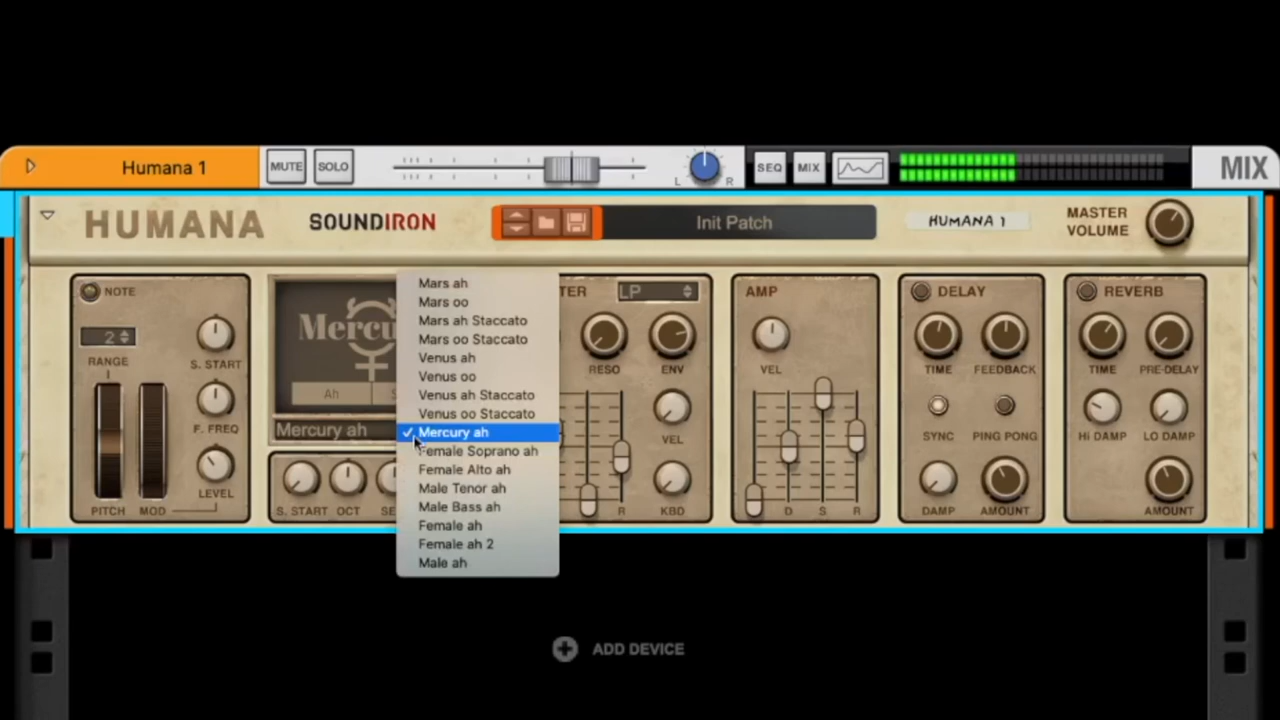 Humana 1
MUTE
SOLO
L
R
SEQ
MIX
MIX
HUMANA
SOUNDIRON
Init Patch
HUMANA 1
MASTER
VOLUME
NOTE
2
RANGE
S. START
F. FREQ
LEVEL
PITCH
MOD
Mercu
Ah
Mercury ah
S. START
OCT
Mars ah
Mars oo
Mars ah Staccato
Mars oo Staccato
Venus ah
Venus oo
Venus ah Staccato
Venus oo Staccato
✓ Mercury ah
Female Soprano ah
Female Alto ah
Male Tenor ah
Male Bass ah
Female ah
Female ah 2
Male ah
TER
LP
RESO
ENV
VEL
R
KBD
AMP
VEL
D
S
R
DELAY
TIME
FEEDBACK
SYNC
PING PONG
DAMP
AMOUNT
REVERB
TIME
PRE-DELAY
Hi DAMP
LO DAMP
AMOUNT
ADD DEVICE